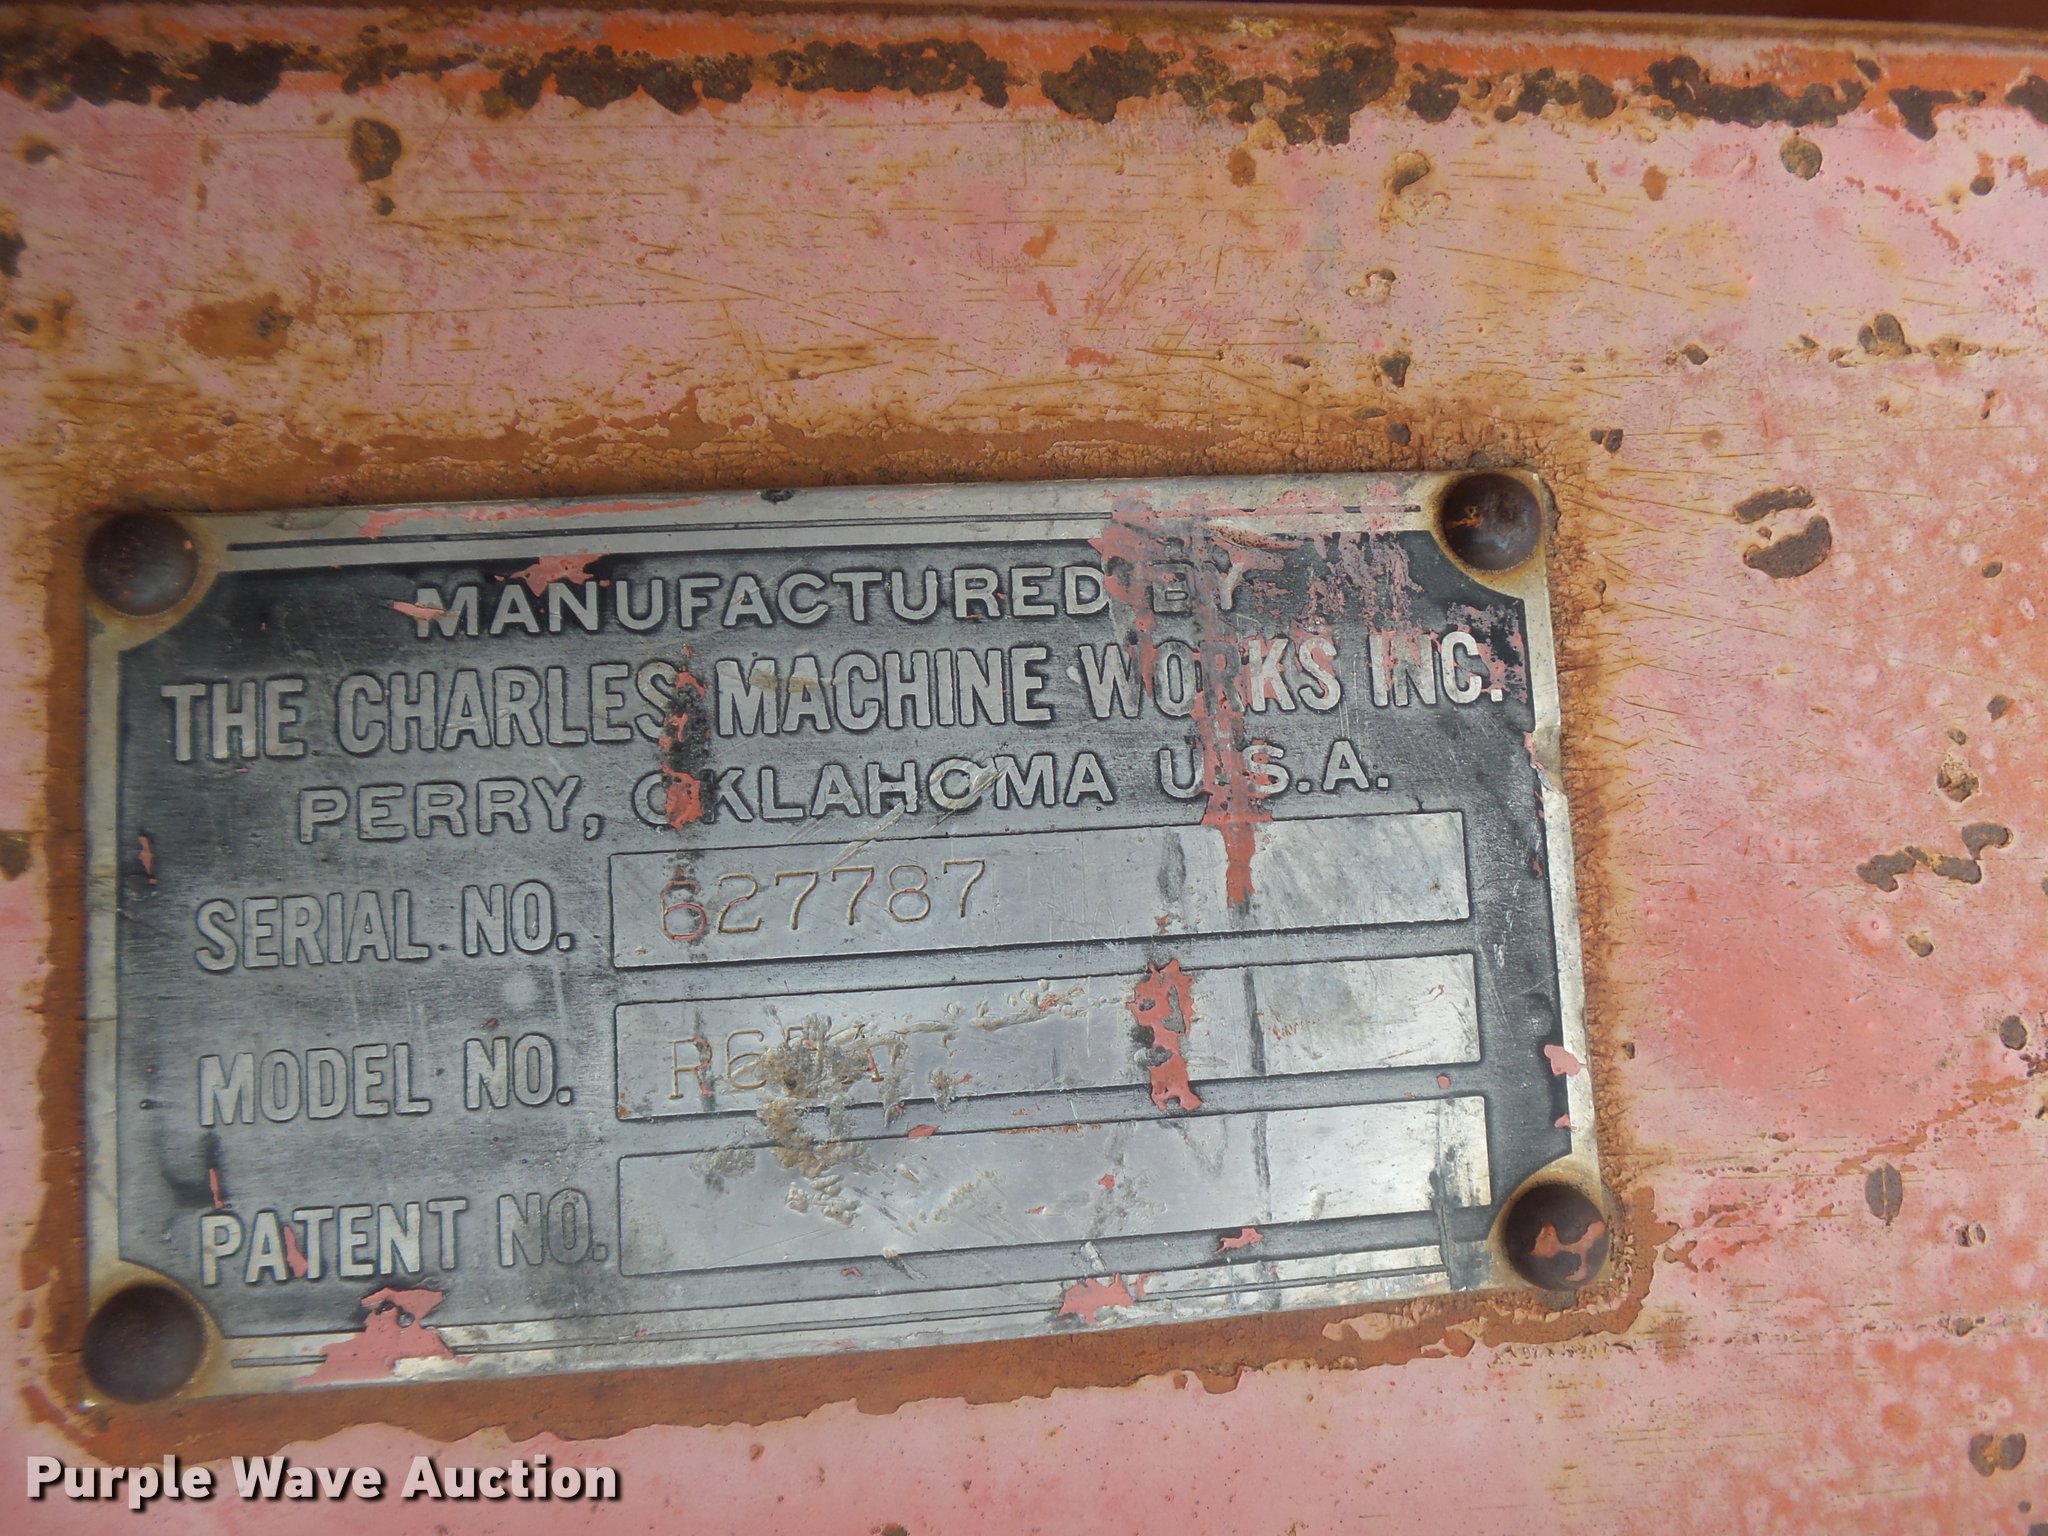 MANUFACTURED BY
THE CHARLES MACHINE WORKS INC.
PERRY, OKLAHOMA U.S.A.
SERIAL NO. 627787
MODEL NO.
PATENT NO.
Purple Wave Auction